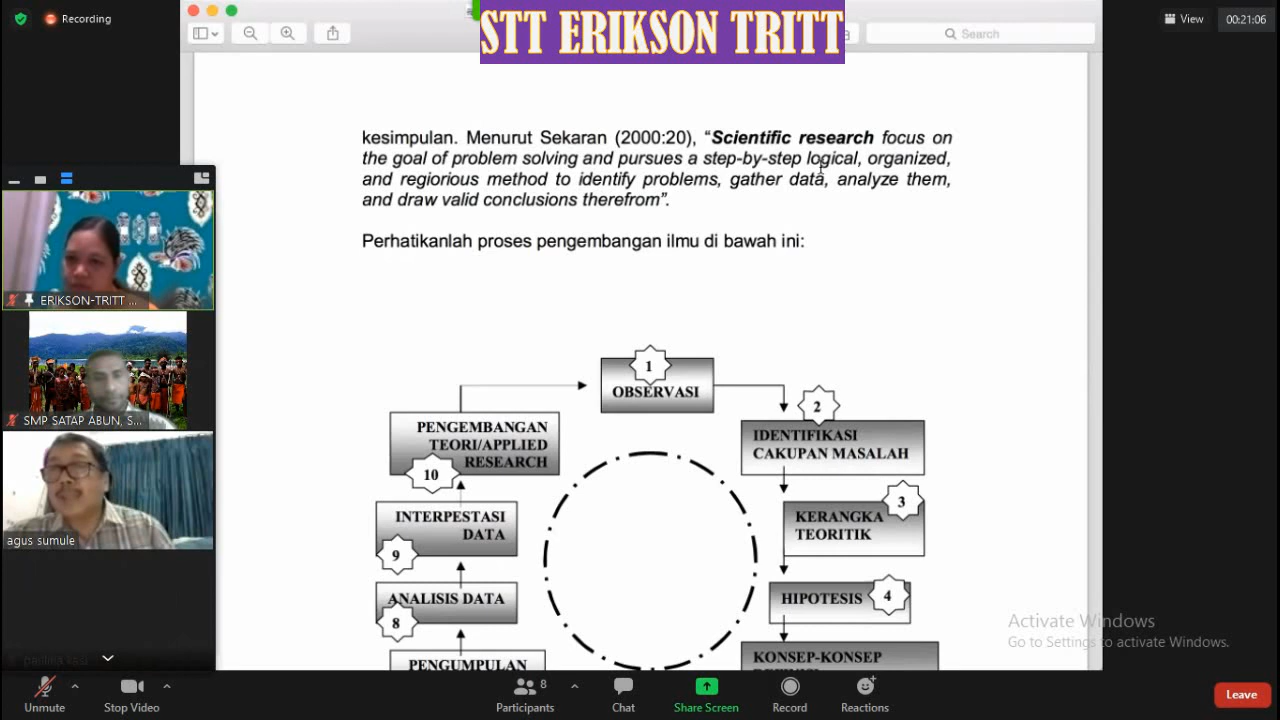 Recording
STT ERIKSON TRITT
Search
View
00:21:06
kesimpulan. Menurut Sekaran (2000:20), “Scientific research focus on
the goal of problem solving and pursues a step-by-step logical, organized,
and regiorious method to identify problems, gather data, analyze them,
and draw valid conclusions therefrom”.
Perhatikanlah proses pengembangan ilmu di bawah ini:
ERIKSON-TRITT ...
SMP SATAP ABUN, S...
agus sumule
1
OBSERVASI
2
IDENTIFIKASI
CAKUPAN MASALAH
3
KERANGKA
TEORITIK
HIPOTESIS
4
KONSEP-KONSEP
PENGEMBANGAN
TEORI/APPLIED
RESEARCH
10
INTERPESTASI
DATA
9
ANALISIS DATA
8
PENGUMPULAN
Activate Windows
Go to Settings to activate Windows.
Unmute
Stop Video
Participants
8
Chat
Share Screen
Record
Reactions
Leave